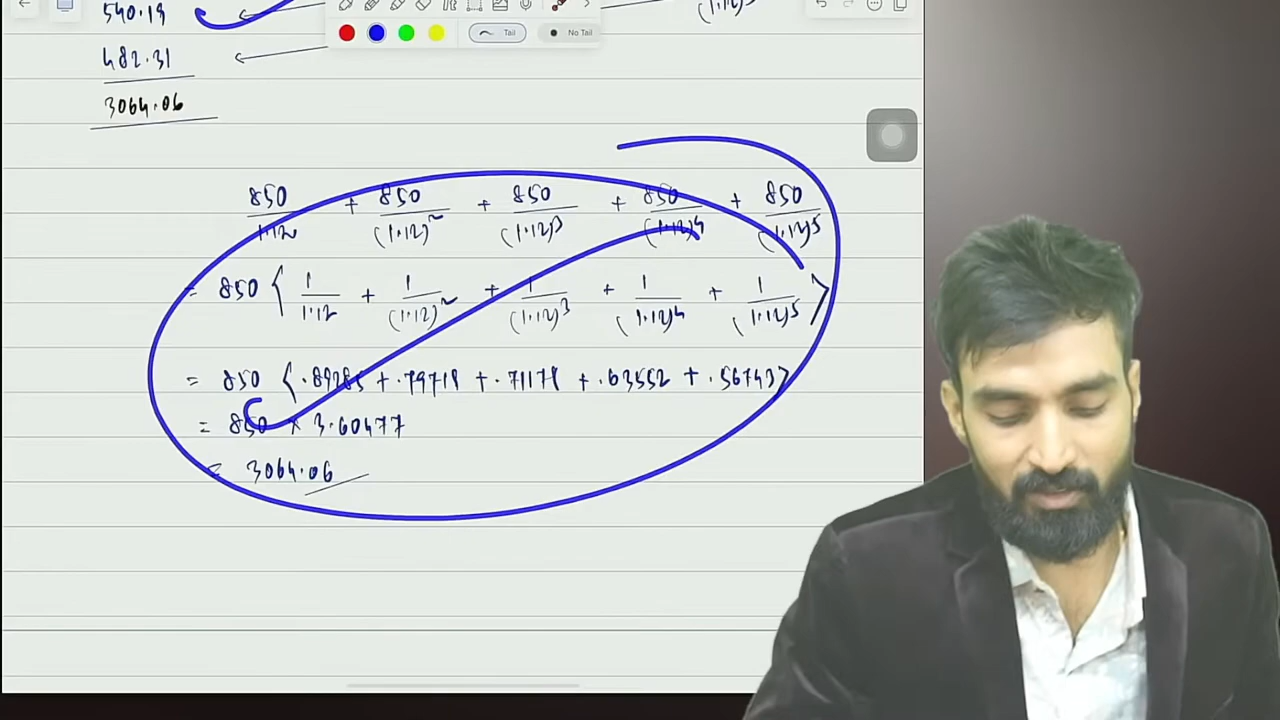 540.19
(1.12)5
482.31
Tail
No Tail
3064.06
850/1.12 + 850/(1.12)² + 850/(1.12)3 + 850/(1.12)4 + 850/(1.12)5
= 850 { 1/1.12 + 1/(1.12)² + 1/(1.12)3 + 1/(1.12)4 + 1/(1.12)5 }
= 850 { .89285 + .79719 + .71178 + .63552 + .56743 }
= 850 × 3.60477
= 3064.06